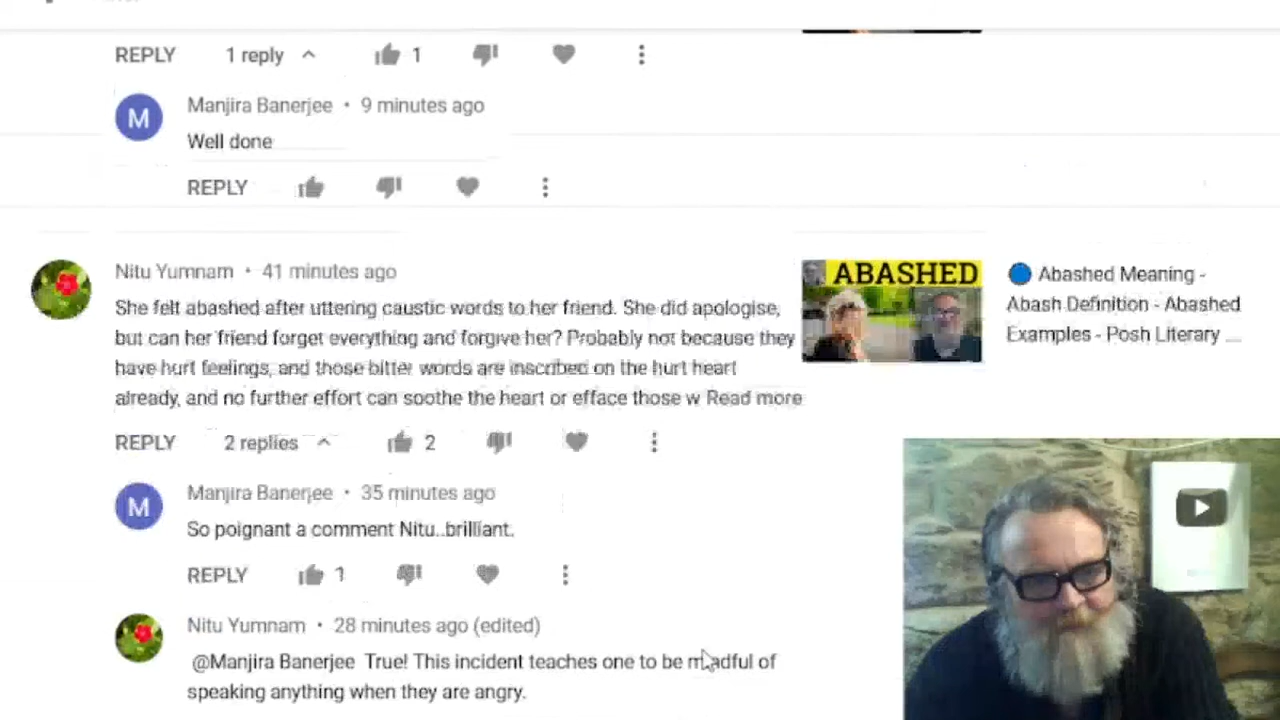 REPLY 1 reply 1
M Manjira Banerjee • 9 minutes ago
Well done
REPLY
Nitu Yumnam • 41 minutes ago
She felt abashed after uttering caustic words to her friend. She did apologise,
but can her friend forget everything and forgive her? Probably not because they
have hurt feelings, and those bitter words are inscribed on the hurt heart
already, and no further effort can soothe the heart or efface those w Read more
ABASHED
Abashed Meaning -
Abash Definition - Abashed
Examples - Posh Literary ...
REPLY 2 replies 2
M Manjira Banerjee • 35 minutes ago
So poignant a comment Nitu..brilliant.
REPLY 1
Nitu Yumnam • 28 minutes ago (edited)
@Manjira Banerjee True! This incident teaches one to be mindful of
speaking anything when they are angry.